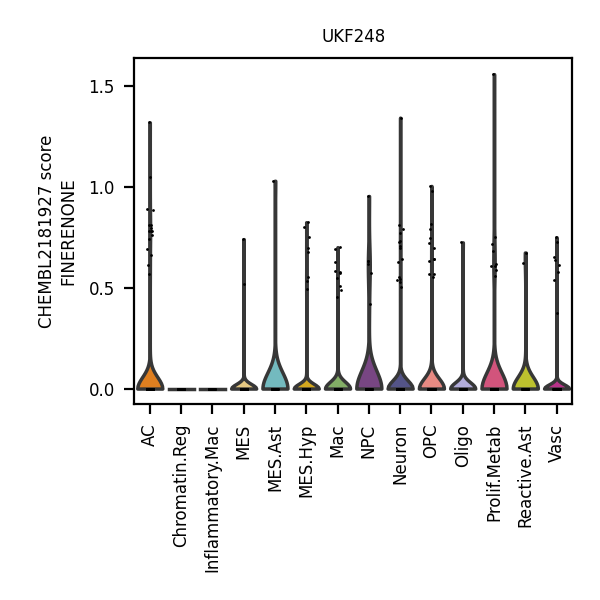 UKF248
CHEMBL2181927 score
FINERENONE
1.5
1.0
0.5
0.0
AC
Chromatin.Reg
Inflammatory.Mac
MES
MES.Ast
MES.Hyp
Mac
NPC
Neuron
OPC
Oligo
Prolif.Metab
Reactive.Ast
Vasc